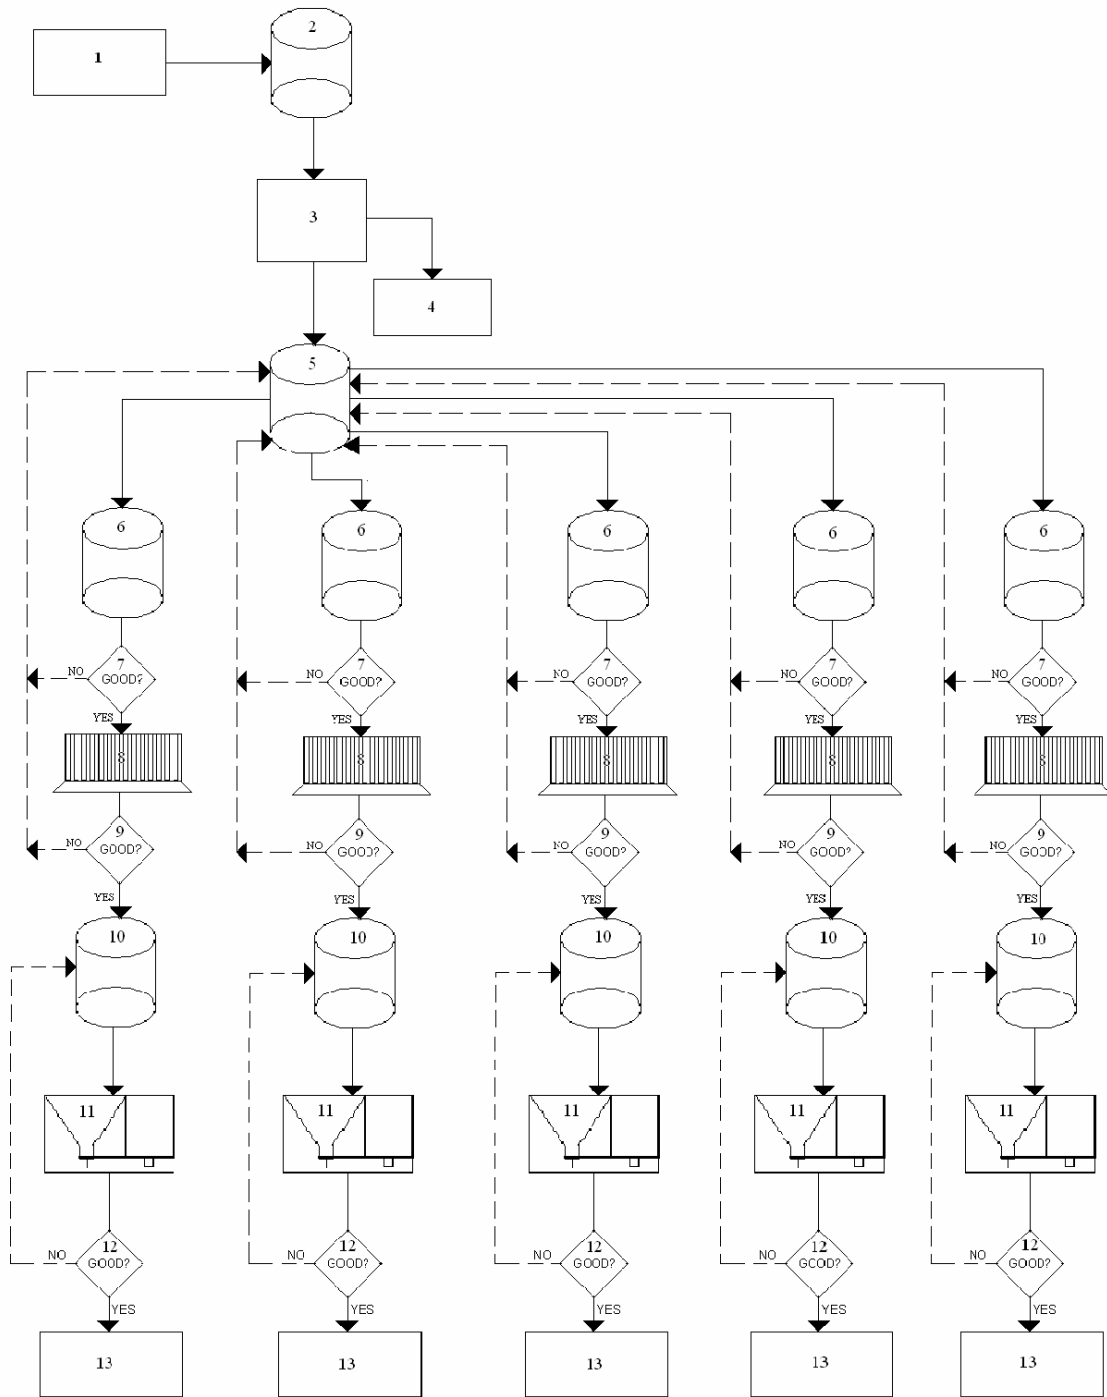 1
2
3
4
5
6 6 6 6 6
7 7 7 7 7
NO GOOD? NO GOOD? NO GOOD? NO GOOD? NO GOOD?
YES YES YES YES YES
8 8 8 8 8
9 9 9 9 9
NO GOOD? NO GOOD? NO GOOD? NO GOOD? NO GOOD?
YES YES YES YES YES
10 10 10 10 10
11 11 11 11 11
12 12 12 12 12
NO GOOD? NO GOOD? NO GOOD? NO GOOD? NO GOOD?
YES YES YES YES YES
13 13 13 13 13